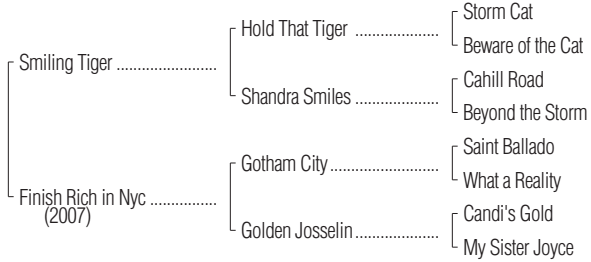 Storm Cat
Hold That Tiger ....................
Beware of the Cat
Smiling Tiger ........................
Cahill Road
Shandra Smiles ....................
Beyond the Storm
Saint Ballado
Gotham City..........................
What a Reality
Finish Rich in Nyc ................
(2007)
Candi's Gold
Golden Josselin....................
My Sister Joyce